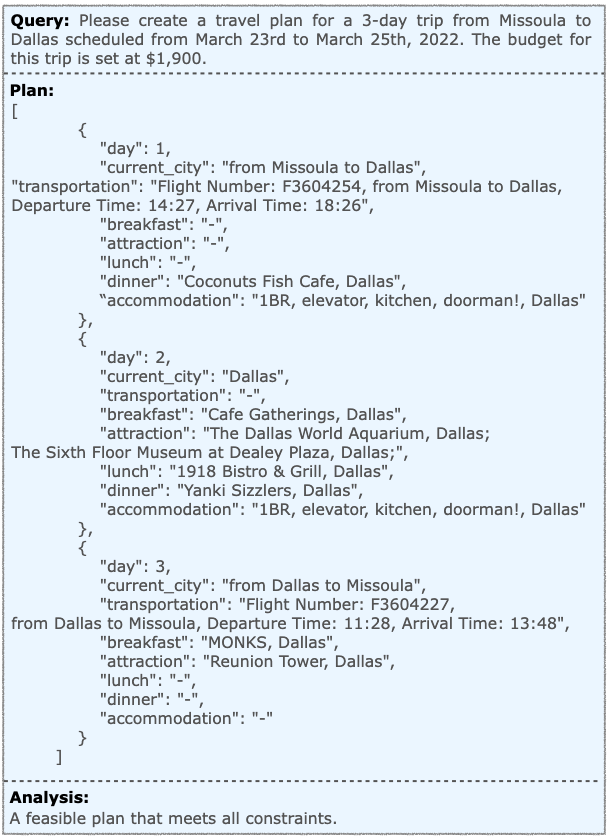 Query: Please create a travel plan for a 3-day trip from Missoula to
Dallas scheduled from March 23rd to March 25th, 2022. The budget for
this trip is set at $1,900.
Plan:
[
{
"day": 1,
"current_city": "from Missoula to Dallas",
"transportation": "Flight Number: F3604254, from Missoula to Dallas,
Departure Time: 14:27, Arrival Time: 18:26",
"breakfast": "-",
"attraction": "-",
"lunch": "-",
"dinner": "Coconuts Fish Cafe, Dallas",
“accommodation": "1BR, elevator, kitchen, doorman!, Dallas"
},
{
"day": 2,
"current_city": "Dallas",
"transportation": "-",
"breakfast": "Cafe Gatherings, Dallas",
"attraction": "The Dallas World Aquarium, Dallas;
The Sixth Floor Museum at Dealey Plaza, Dallas;",
"lunch": "1918 Bistro & Grill, Dallas",
"dinner": "Yanki Sizzlers, Dallas",
"accommodation": "1BR, elevator, kitchen, doorman!, Dallas"
},
{
"day": 3,
"current_city": "from Dallas to Missoula",
"transportation": "Flight Number: F3604227,
from Dallas to Missoula, Departure Time: 11:28, Arrival Time: 13:48",
"breakfast": "MONKS, Dallas",
"attraction": "Reunion Tower, Dallas",
"lunch": "-",
"dinner": "-",
"accommodation": "-"
}
]
Analysis:
A feasible plan that meets all constraints.